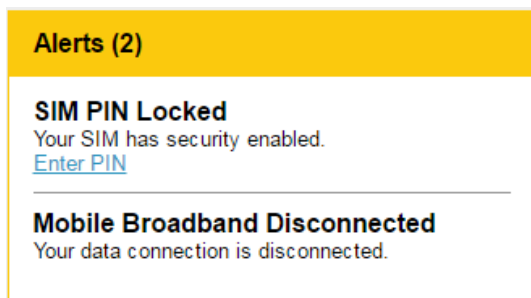 Alerts (2)
SIM PIN Locked
Your SIM has security enabled.
Enter PIN
Mobile Broadband Disconnected
Your data connection is disconnected.